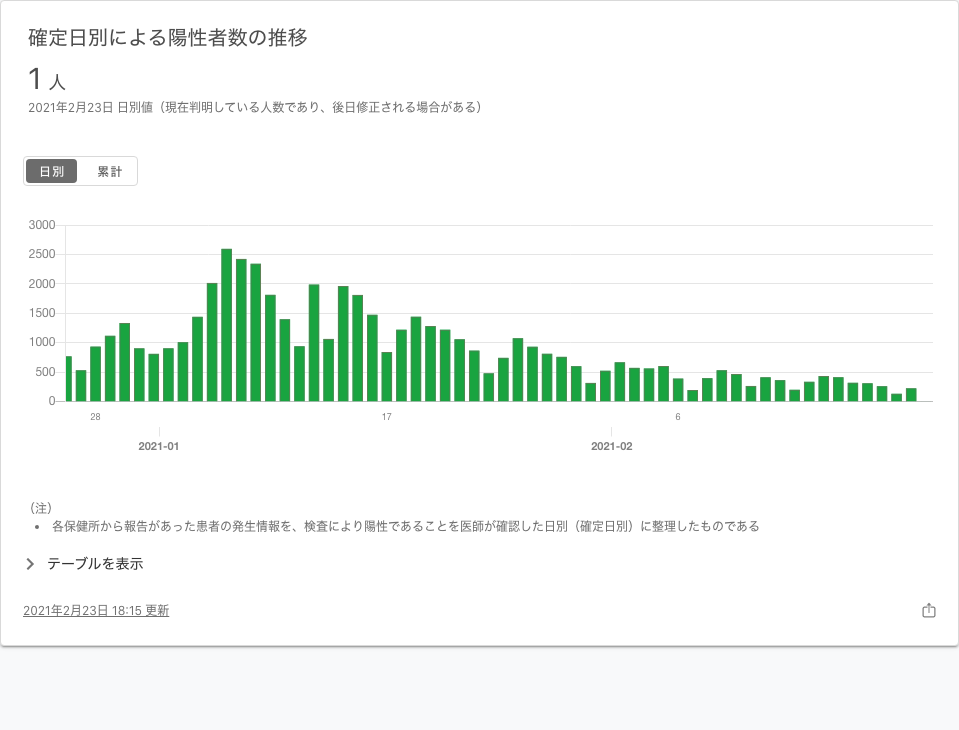 確定日別による陽性者数の推移
1 人
2021年2月23日 日別値（現在判明している人数であり、後日修正される場合がある）
日別 累計
3000
2500
2000
1500
1000
500
0
28 17 6
2021-01 2021-02
（注）
• 各保健所から報告があった患者の発生情報を、検査により陽性であることを医師が確認した日別（確定日別）に整理したものである
テーブルを表示
2021年2月23日 18:15 更新